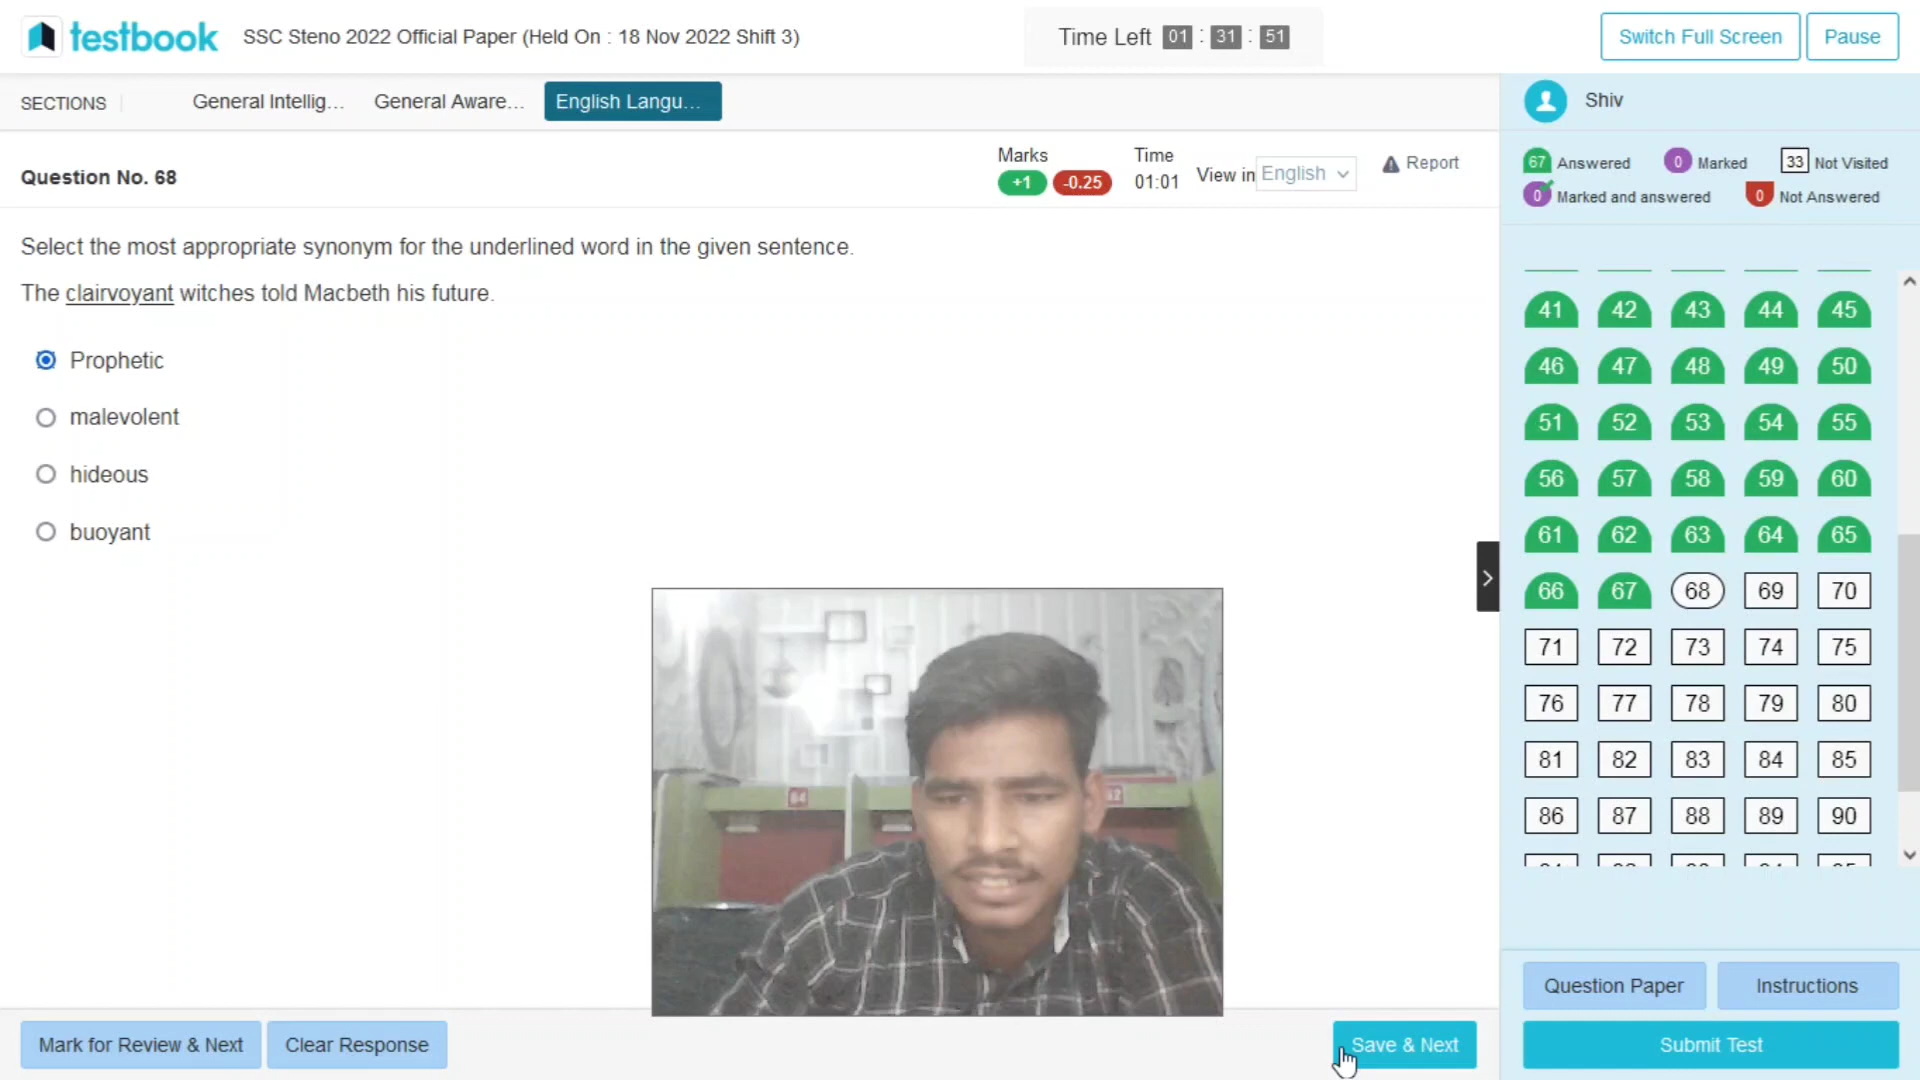 testbook
SSC Steno 2022 Official Paper (Held On : 18 Nov 2022 Shift 3)
Time Left 01 : 31 : 51
Switch Full Screen
Pause
SECTIONS
General Intellig...
General Aware...
English Langu...
Shiv
67 Answered
0 Marked
33 Not Visited
0 Marked and answered
0 Not Answered
Question No. 68
Marks
+1 -0.25
Time
01:01
View in English
Report
Select the most appropriate synonym for the underlined word in the given sentence.
The clairvoyant witches told Macbeth his future.
Prophetic
malevolent
hideous
buoyant
41 42 43 44 45
46 47 48 49 50
51 52 53 54 55
56 57 58 59 60
61 62 63 64 65
66 67 68 69 70
71 72 73 74 75
76 77 78 79 80
81 82 83 84 85
86 87 88 89 90
Question Paper
Instructions
Mark for Review & Next
Clear Response
Save & Next
Submit Test